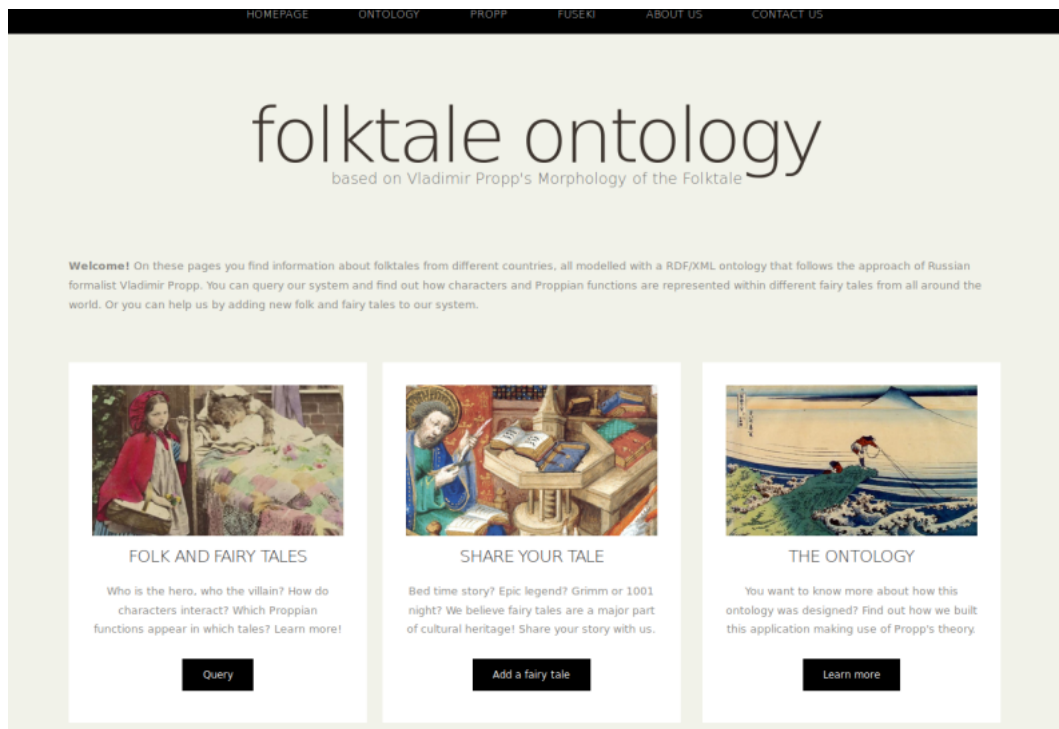 HOMEPAGE ONTOLOGY PROPP FUSEKI ABOUT US CONTACT US
folktale ontology
based on Vladimir Propp's Morphology of the Folktale
Welcome! On these pages you find information about folktales from different countries, all modelled with a RDF/XML ontology that follows the approach of Russian
formalist Vladimir Propp. You can query our system and find out how characters and Proppian functions are represented within different fairy tales from all around the
world. Or you can help us by adding new folk and fairy tales to our system.
FOLK AND FAIRY TALES
Who is the hero, who the villain? How do
characters interact? Which Proppian
functions appear in which tales? Learn more!
Query
SHARE YOUR TALE
Bed time story? Epic legend? Grimm or 1001
night? We believe fairy tales are a major part
of cultural heritage! Share your story with us.
Add a fairy tale
THE ONTOLOGY
You want to know more about how this
ontology was designed? Find out how we built
this application making use of Propp's theory.
Learn more